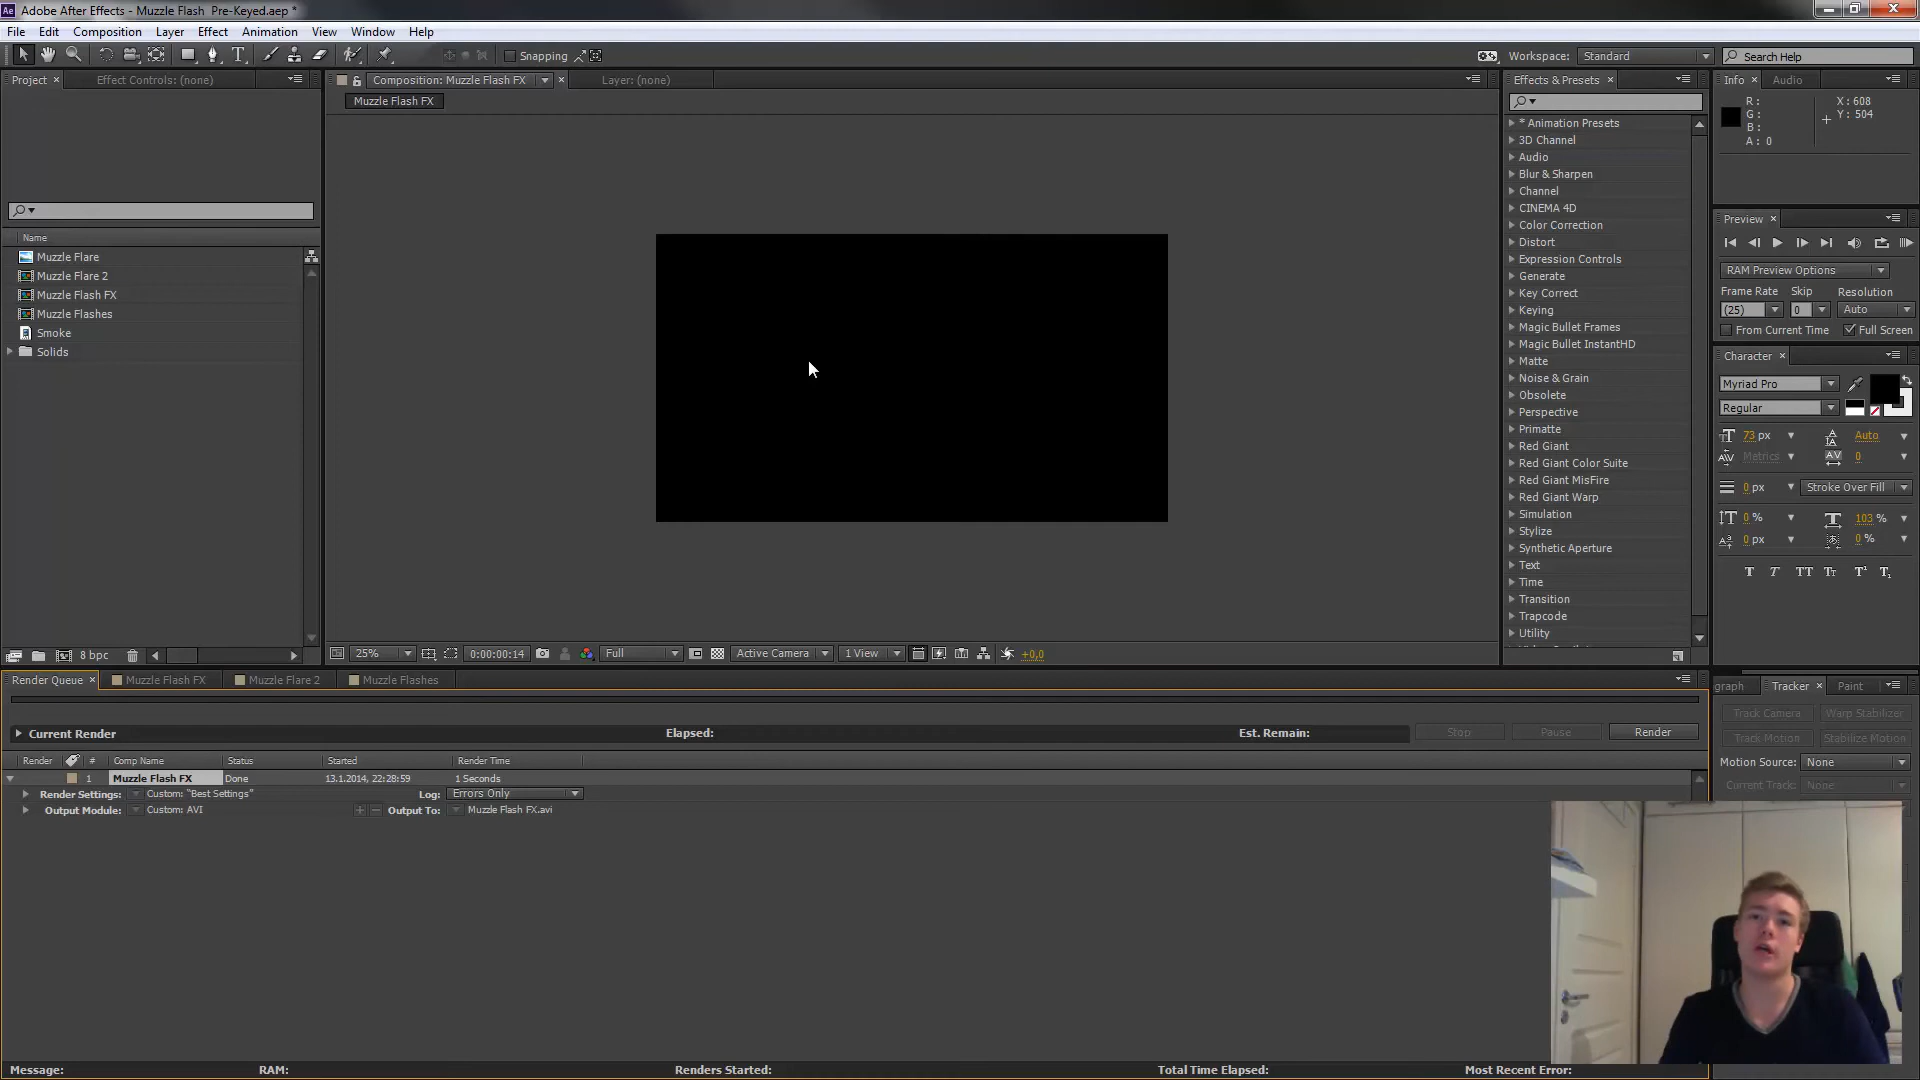 Adobe After Effects - Muzzle Flash  Pre-Keyed.aep *
File Edit Composition Layer Effect Animation View Window Help
Snapping
Workspace: Standard
Search Help
Project
Effect Controls: (none)
Name
Muzzle Flare
Muzzle Flare 2
Muzzle Flash FX
Muzzle Flashes
Smoke
Solids
8 bpc
Composition: Muzzle Flash FX
Layer: (none)
Muzzle Flash FX
25%
0:00:00:14
Full
Active Camera
1 View
+0,0
Effects & Presets
* Animation Presets
3D Channel
Audio
Blur & Sharpen
Channel
CINEMA 4D
Color Correction
Distort
Expression Controls
Generate
Key Correct
Keying
Magic Bullet Frames
Magic Bullet InstantHD
Matte
Noise & Grain
Obsolete
Perspective
Primatte
Red Giant
Red Giant Color Suite
Red Giant MisFire
Red Giant Warp
Simulation
Stylize
Synthetic Aperture
Text
Time
Transition
Trapcode
Utility
Info
Audio
R:
G:
B:
A: 0
X: 608
Y: 504
Preview
RAM Preview Options
Frame Rate Skip Resolution
(25) 0 Auto
From Current Time Full Screen
Character
Myriad Pro
Regular
73 px Auto
Metrics 0
0 px Stroke Over Fill
0 % 103 %
0 px 0 %
T T TT Tt T¹ T₁
Render Queue
Muzzle Flash FX
Muzzle Flare 2
Muzzle Flashes
Current Render
Elapsed:
Est. Remain:
Stop
Pause
Render
Render # Comp Name Status Started Render Time
1 Muzzle Flash FX Done 13.1.2014, 22:28:59 1 Seconds
Render Settings: Custom: "Best Settings" Log: Errors Only
Output Module: Custom: AVI Output To: Muzzle Flash FX.avi
graph
Tracker
Paint
Track Camera Warp Stabilizer
Track Motion Stabilize Motion
Motion Source: None
Current Track: None
Message:
RAM:
Renders Started:
Total Time Elapsed:
Most Recent Error: